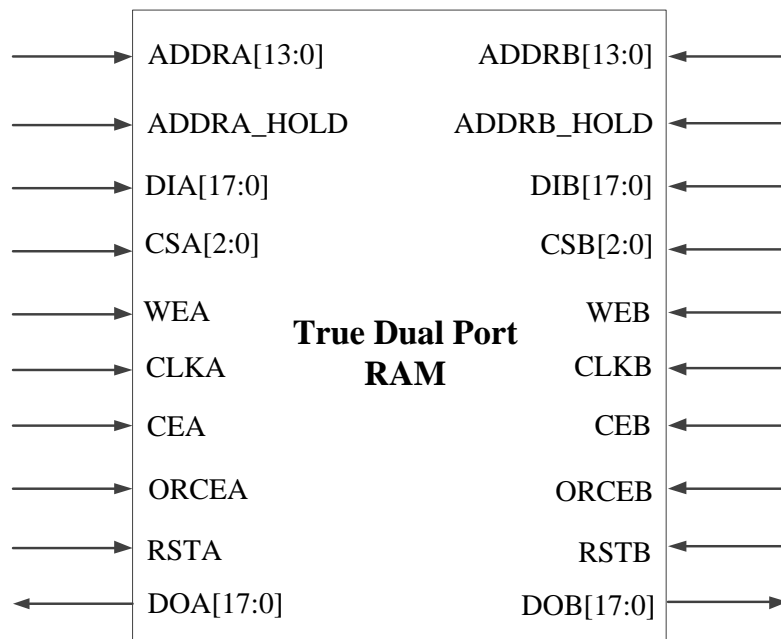 ADDRA[13:0] ADDRB[13:0]
ADDRA_HOLD ADDRB_HOLD
DIA[17:0] DIB[17:0]
CSA[2:0] CSB[2:0]
WEA WEB
True Dual Port
RAM
CLKA CLKB
CEA CEB
ORCEA ORCEB
RSTA RSTB
DOA[17:0] DOB[17:0]